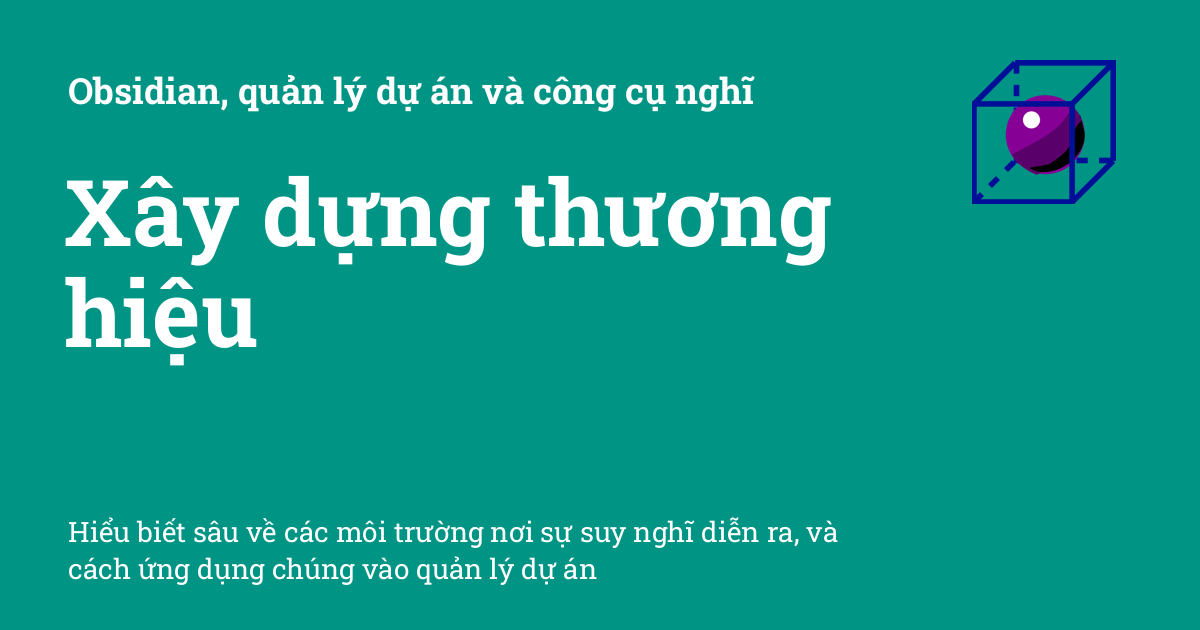 Obsidian, quản lý dự án và công cụ nghĩ
Xây dựng thương
hiệu
Hiểu biết sâu về các môi trường nơi sự suy nghĩ diễn ra, và
cách ứng dụng chúng vào quản lý dự án